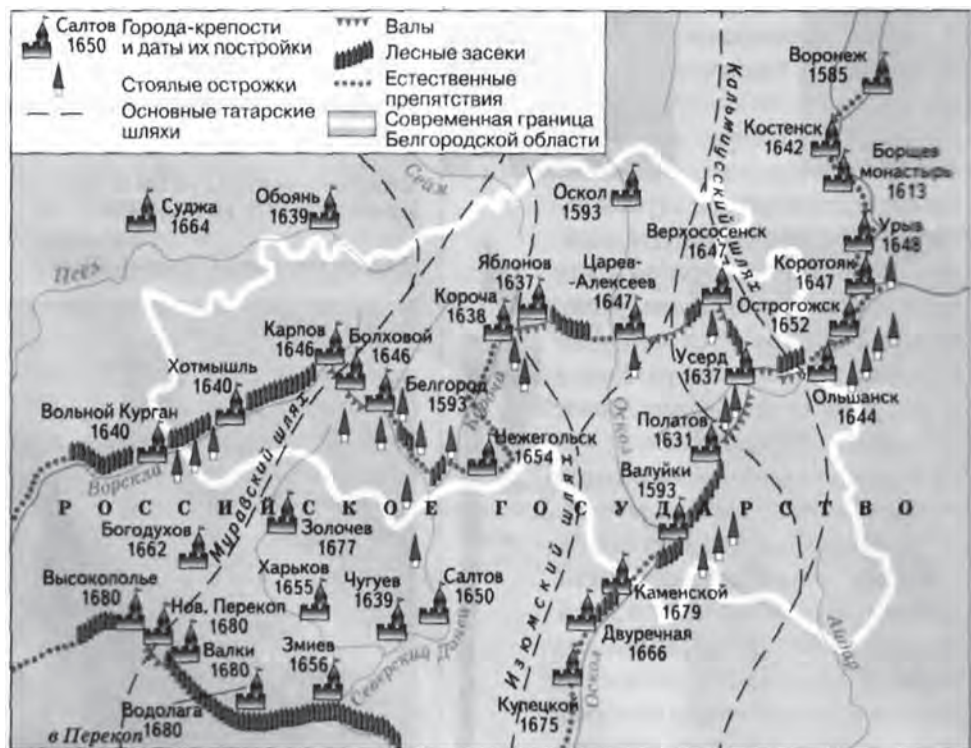 Салтов
1650
Города-крепости
и даты их постройки
Стоялые острожки
Основные татарские
шляхи
Валы
Лесные засеки
Естественные
препятствия
Современная граница
Белгородской области
Воронеж
1585
Костенск
1642
Борщев
монастырь
1613
Урыв
1648
Коротояк
1647
Острогожск
1652
Ольшанск
1644
Кальмиусский шлях
Верхососенск
1647
Оскол
1593
Сейм
Обоянь
1639
Суджа
1664
Псёл
Яблонов
1637
Царев-
-Алексеев
1647
Короча
1638
Карпов
1646
Болховой
1646
Хотмышль
1640
Вольной Курган
1640
Белгород
1593
Короча
Нежегольск
1654
Усерд
1637
Оскол
Полатов
1631
Валуйки
1593
Ворскла
Муравский шлях
РОССИЙСКОЕ ГОСУДАРСТВО
Богодухов
1662
Золочев
1677
Харьков
1655
Чугуев
1639
Салтов
1650
Высокополье
1680
Нов. Перекоп
1680
Валки
1680
Змиев
1656
Водолага
1680
Северский Донец
Изюмский шлях
Каменской
1679
Двуречная
1666
Купецкой
1675
Оскол
Айдар
в Перекоп